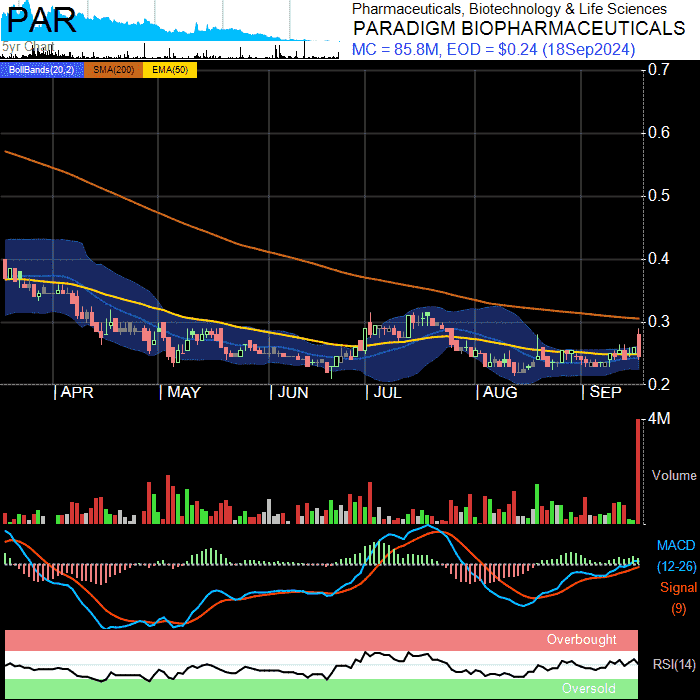 PAR
5yr Chart
Pharmaceuticals, Biotechnology & Life Sciences
PARADIGM BIOPHARMACEUTICALS
MC = 85.8M, EOD = $0.24 (18Sep2024)
BollBands(20,2) SMA(200) EMA(50)
0.7
0.6
0.5
0.4
0.3
0.2
APR MAY JUN JUL AUG SEP
4M
Volume
MACD
(12-26)
Signal
(9)
Overbought
RSI(14)
Oversold